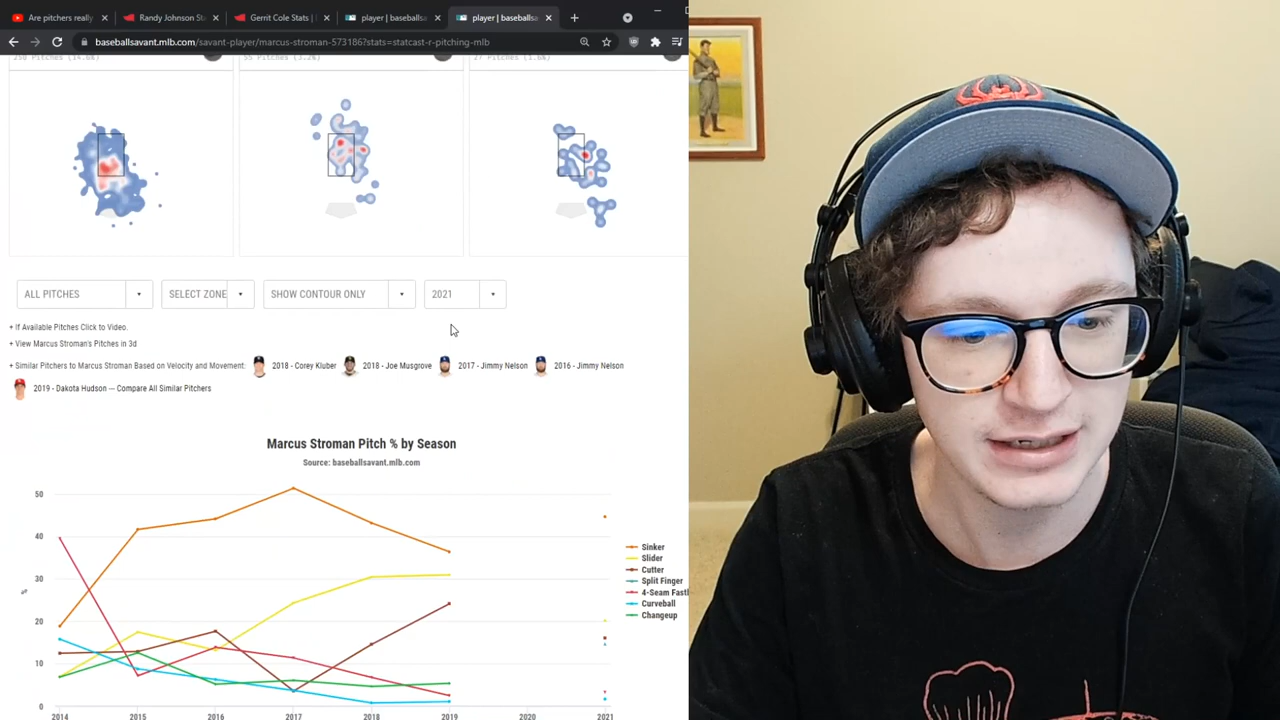 Are pitchers really
Randy Johnson St
Gerrit Cole Stats |
player | baseballsa
player | baseballsa
baseballsavant.mlb.com/savant-player/marcus-stroman-573186?stats=statcast-r-pitching-mlb
ALL PITCHES
SELECT ZONE
SHOW CONTOUR ONLY
2021
+ If Available Pitches Click to Video.
+ View Marcus Stroman's Pitches in 3d
+ Similar Pitchers to Marcus Stroman Based on Velocity and Movement: 2018 - Corey Kluber 2018 - Joe Musgrove 2017 - Jimmy Nelson 2016 - Jimmy Nelson
2019 - Dakota Hudson — Compare All Similar Pitchers
Marcus Stroman Pitch % by Season
Source: baseballsavant.mlb.com
50
40
30
20
10
0
%
Sinker
Slider
Cutter
Split Finger
4-Seam Fastl
Curveball
Changeup
2014 2015 2016 2017 2018 2019 2020 2021